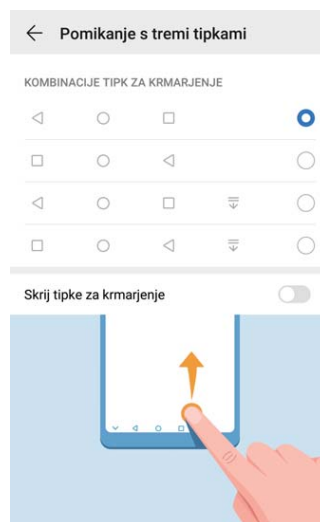 Pomikanje s tremi tipkami
KOMBINACIJE TIPK ZA KRMARJENJE
Skrij tipke za krmarjenje